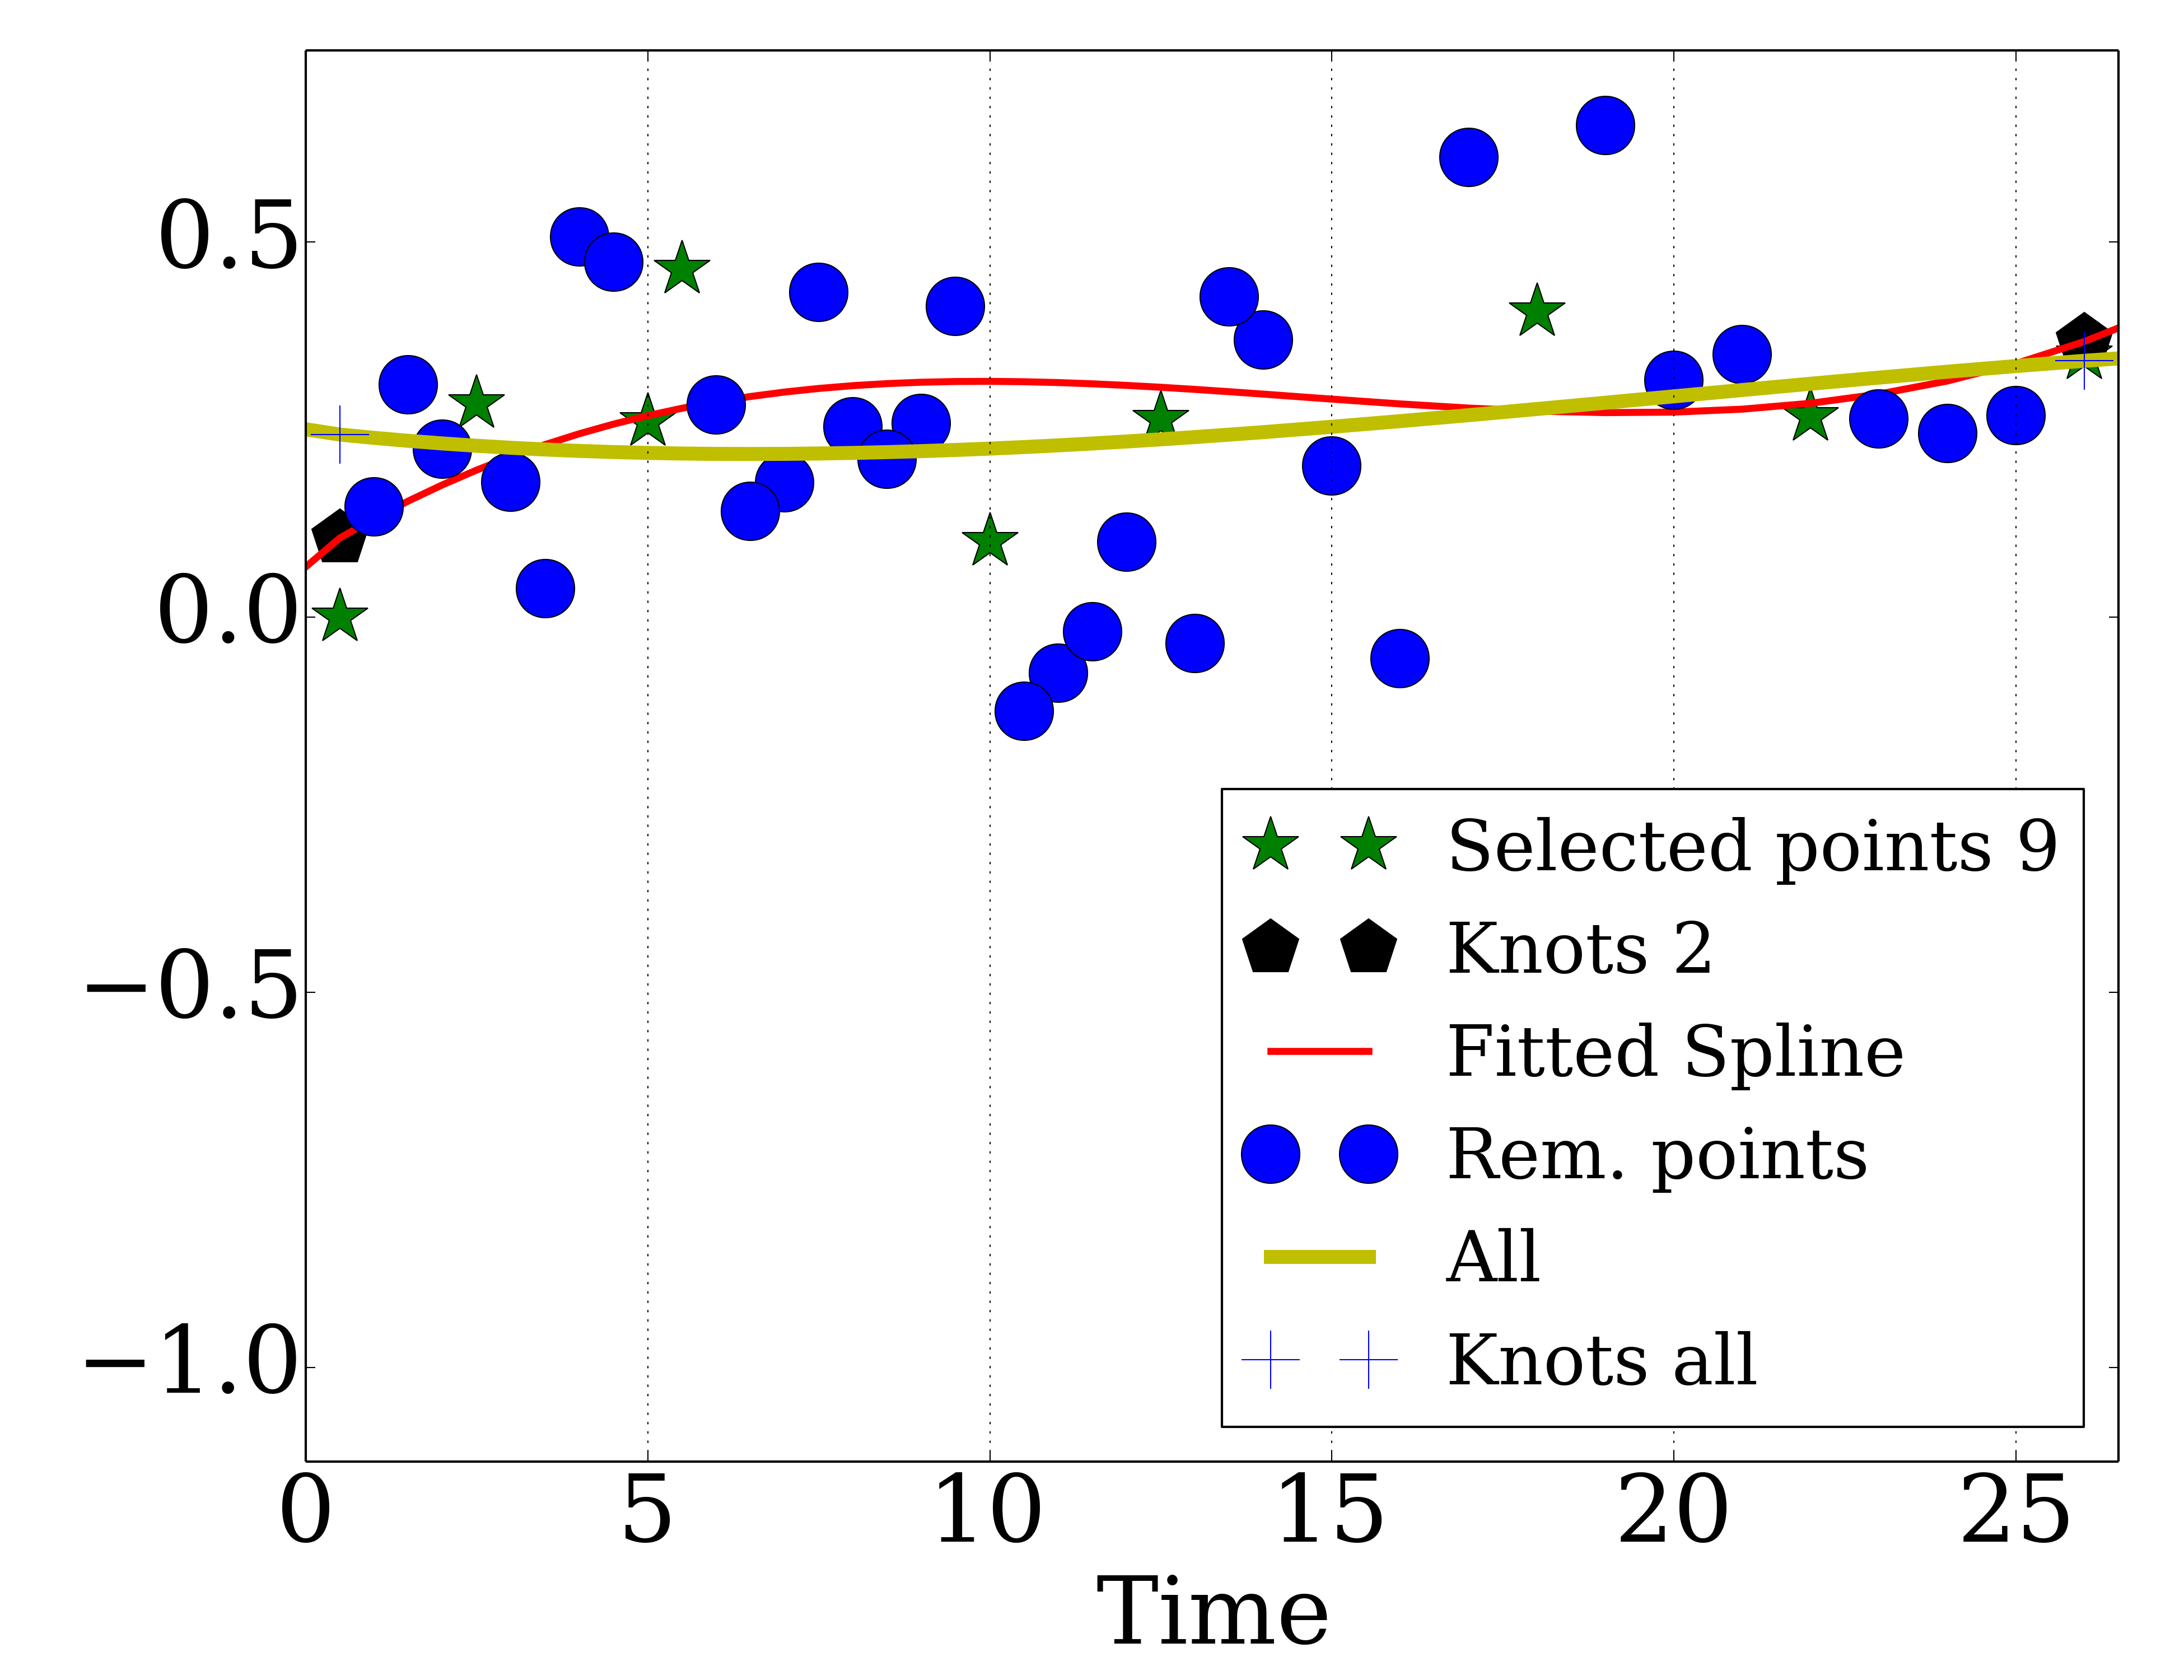 0.5
0.0
−0.5
−1.0
Selected points 9
Knots 2
Fitted Spline
Rem. points
All
Knots all
0 5 10 15 20 25
Time